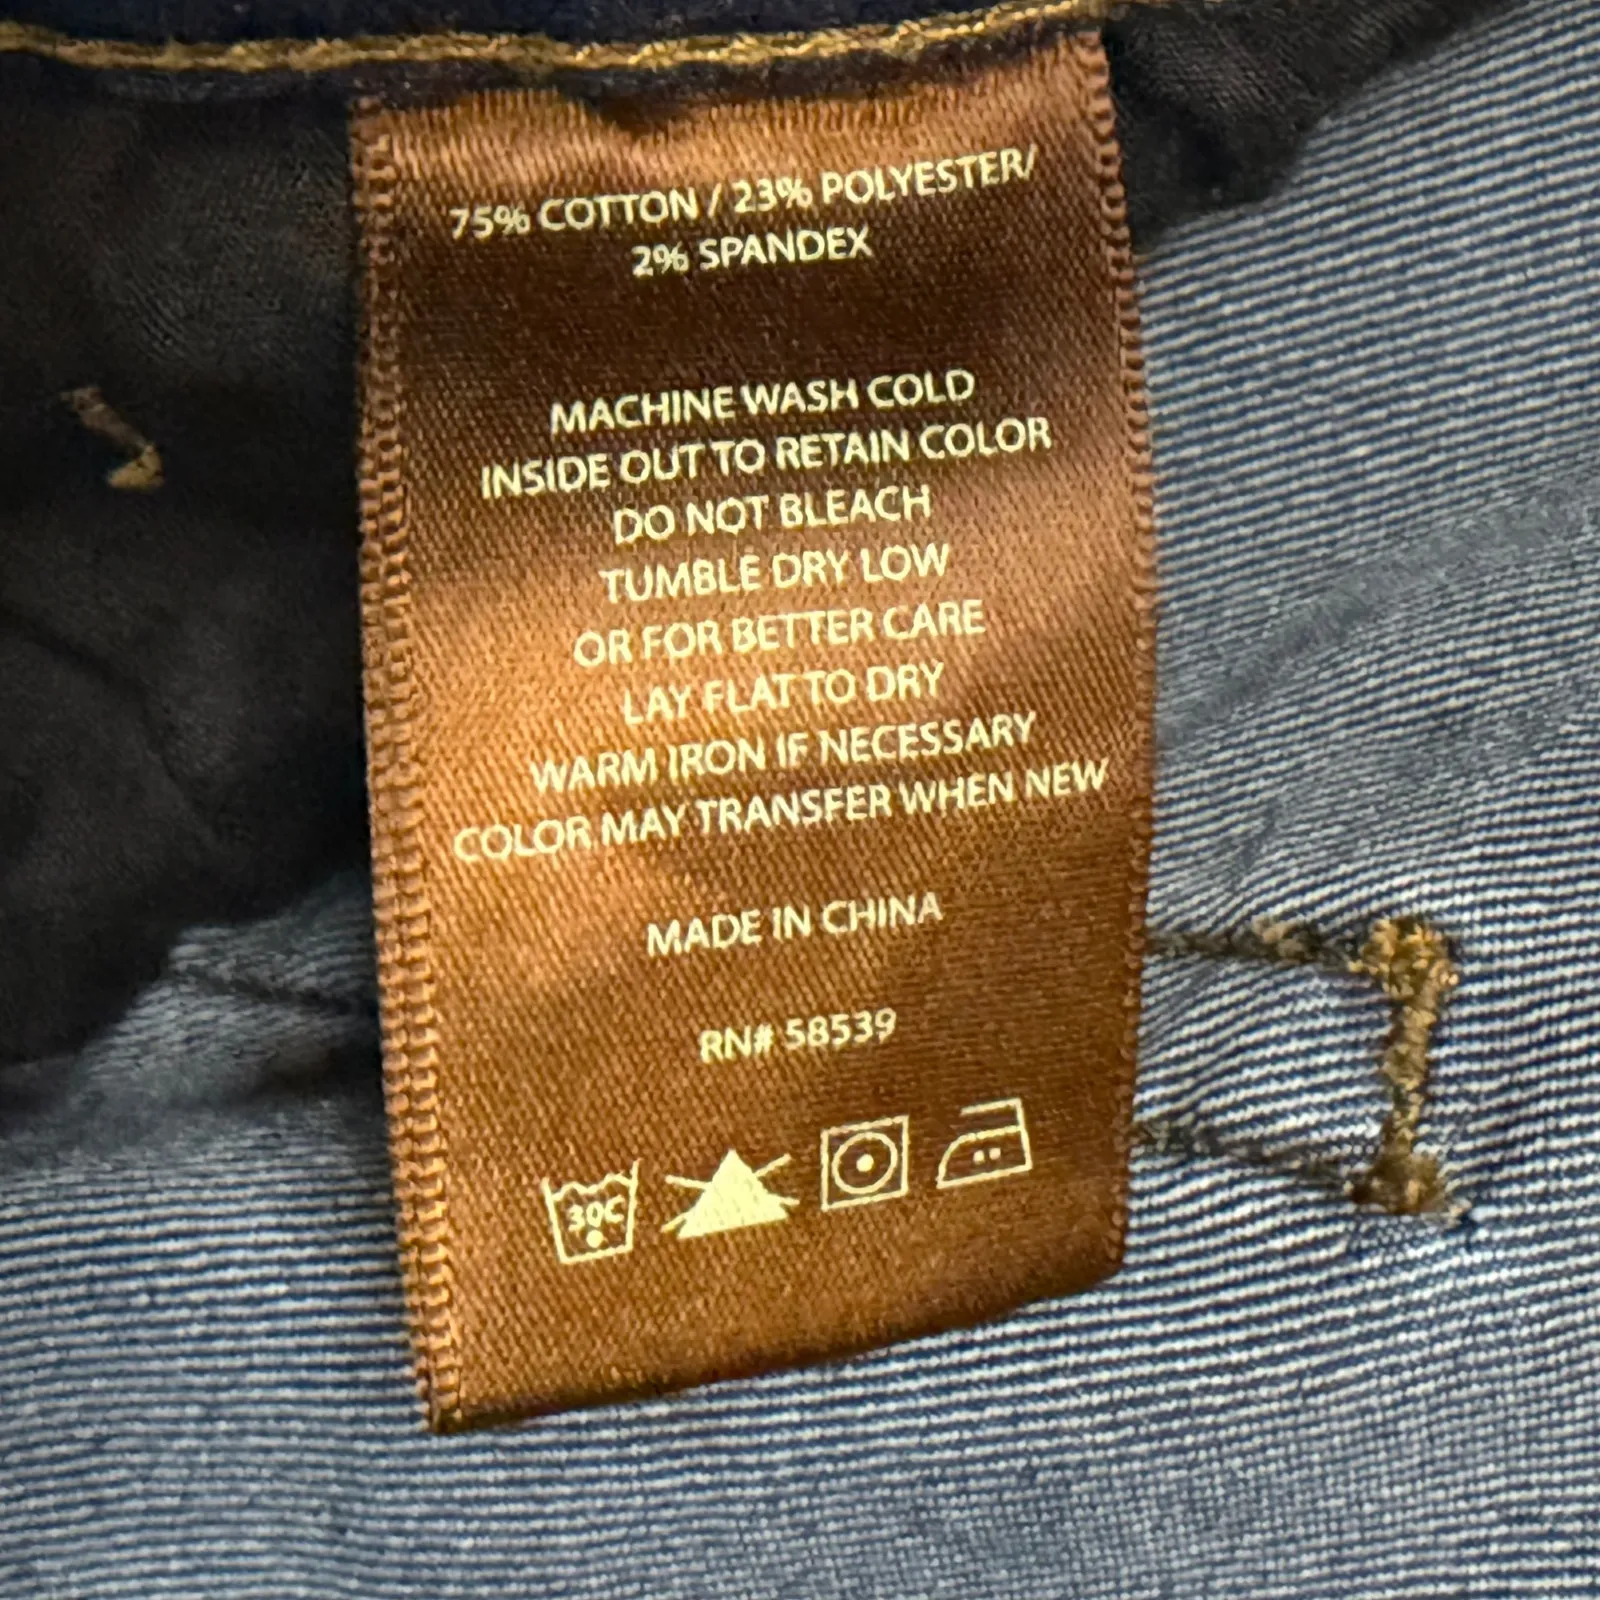 75% COTTON / 23% POLYESTER/
2% SPANDEX
MACHINE WASH COLD
INSIDE OUT TO RETAIN COLOR
DO NOT BLEACH
TUMBLE DRY LOW
OR FOR BETTER CARE
LAY FLAT TO DRY
WARM IRON IF NECESSARY
COLOR MAY TRANSFER WHEN NEW
MADE IN CHINA
RN# 58539
30C